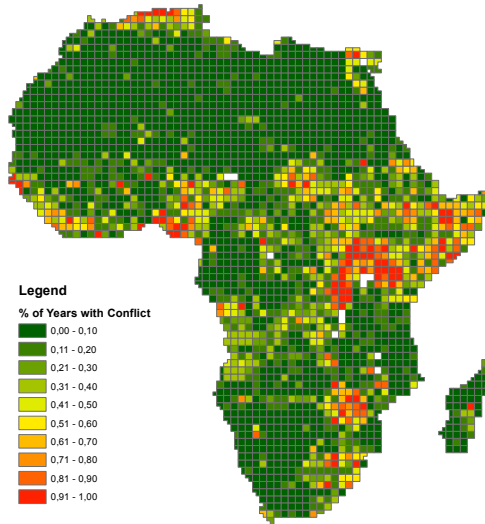 Legend
% of Years with Conflict
0,00 - 0,10
0,11 - 0,20
0,21 - 0,30
0,31 - 0,40
0,41 - 0,50
0,51 - 0,60
0,61 - 0,70
0,71 - 0,80
0,81 - 0,90
0,91 - 1,00